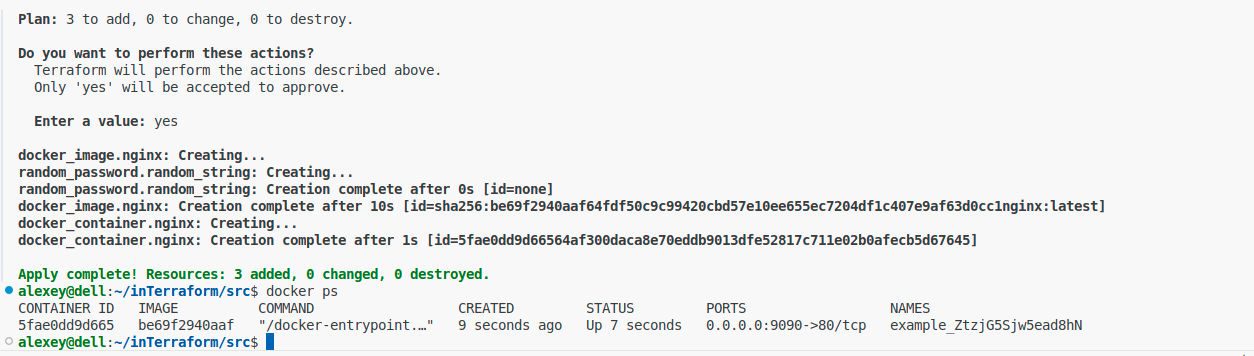 Plan: 3 to add, 0 to change, 0 to destroy.
Do you want to perform these actions?
Terraform will perform the actions described above.
Only 'yes' will be accepted to approve.
Enter a value: yes
docker_image.nginx: Creating...
random_password.random_string: Creating...
random_password.random_string: Creation complete after 0s [id=none]
docker_image.nginx: Creation complete after 10s [id=sha256:be69f2940aaf64fdf50c9c99420cbd57e10ee655ec7204df1c407e9af63d0cc1nginx:latest]
docker_container.nginx: Creating...
docker_container.nginx: Creation complete after 1s [id=5fae0dd9d66564af300daca8e70eddb9013dfe52817c711e02b0afecb5d67645]
Apply complete! Resources: 3 added, 0 changed, 0 destroyed.
alexey@dell:~/inTerraform/src$ docker ps
CONTAINER ID   IMAGE          COMMAND                  CREATED         STATUS         PORTS                  NAMES
5fae0dd9d665   be69f2940aaf   "/docker-entrypoint.…"   9 seconds ago   Up 7 seconds   0.0.0.0:9090->80/tcp   example_ZtzjG5Sjw5ead8hN
alexey@dell:~/inTerraform/src$